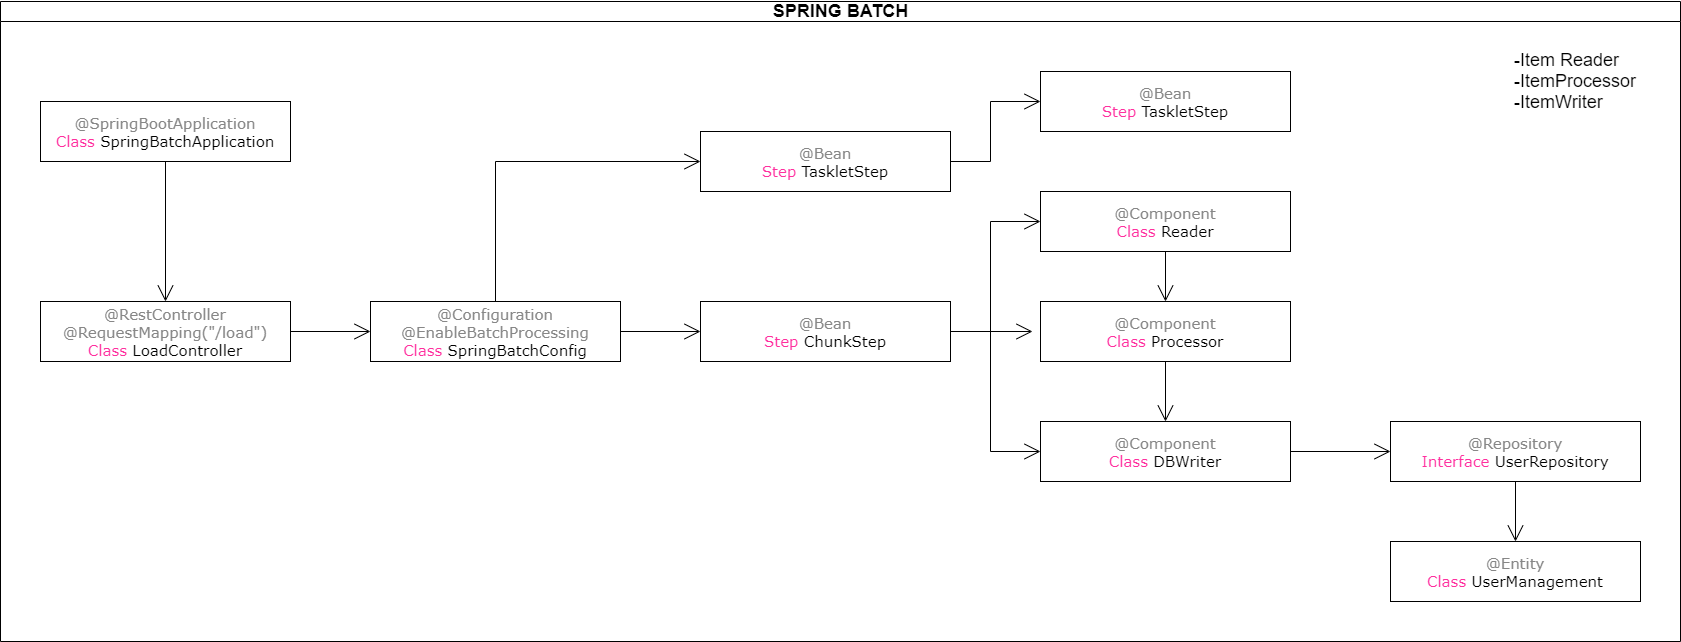 SPRING BATCH
-Item Reader
-ItemProcessor
-ItemWriter
@SpringBootApplication
Class SpringBatchApplication
@RestController
@RequestMapping("/load")
Class LoadController
@Configuration
@EnableBatchProcessing
Class SpringBatchConfig
@Bean
Step TaskletStep
@Bean
Step TaskletStep
@Bean
Step ChunkStep
@Component
Class Reader
@Component
Class Processor
@Component
Class DBWriter
@Repository
Interface UserRepository
@Entity
Class UserManagement